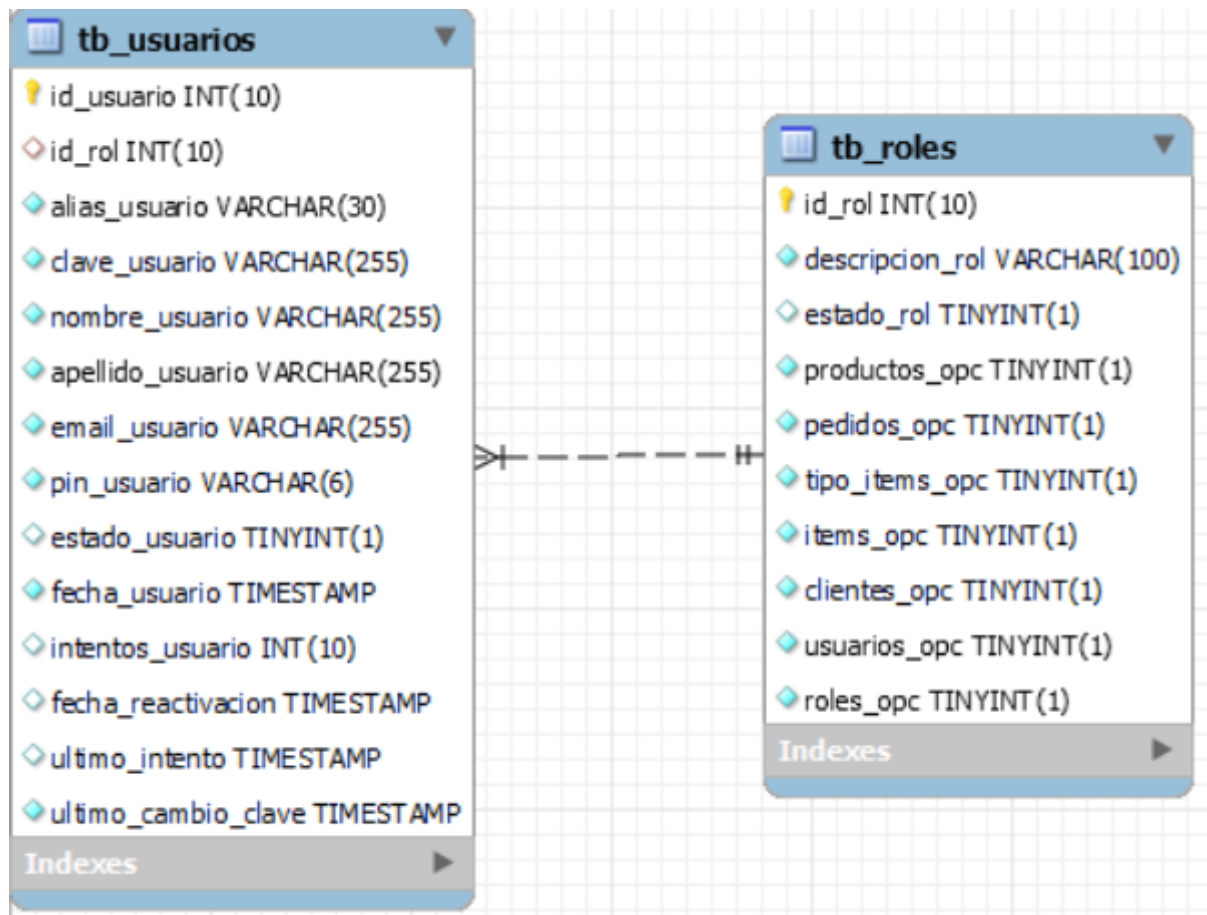 tb_usuarios
id_usuario INT(10)
id_rol INT(10)
alias_usuario VARCHAR(30)
clave_usuario VARCHAR(255)
nombre_usuario VARCHAR(255)
apellido_usuario VARCHAR(255)
email_usuario VARCHAR(255)
pin_usuario VARCHAR(6)
estado_usuario TINYINT(1)
fecha_usuario TIMESTAMP
intentos_usuario INT(10)
fecha_reactivacion TIMESTAMP
ultimo_intento TIMESTAMP
ultimo_cambio_clave TIMESTAMP
Indexes
tb_roles
id_rol INT(10)
descripcion_rol VARCHAR(100)
estado_rol TINYINT(1)
productos_opc TINYINT(1)
pedidos_opc TINYINT(1)
tipo_items_opc TINYINT(1)
items_opc TINYINT(1)
clientes_opc TINYINT(1)
usuarios_opc TINYINT(1)
roles_opc TINYINT(1)
Indexes